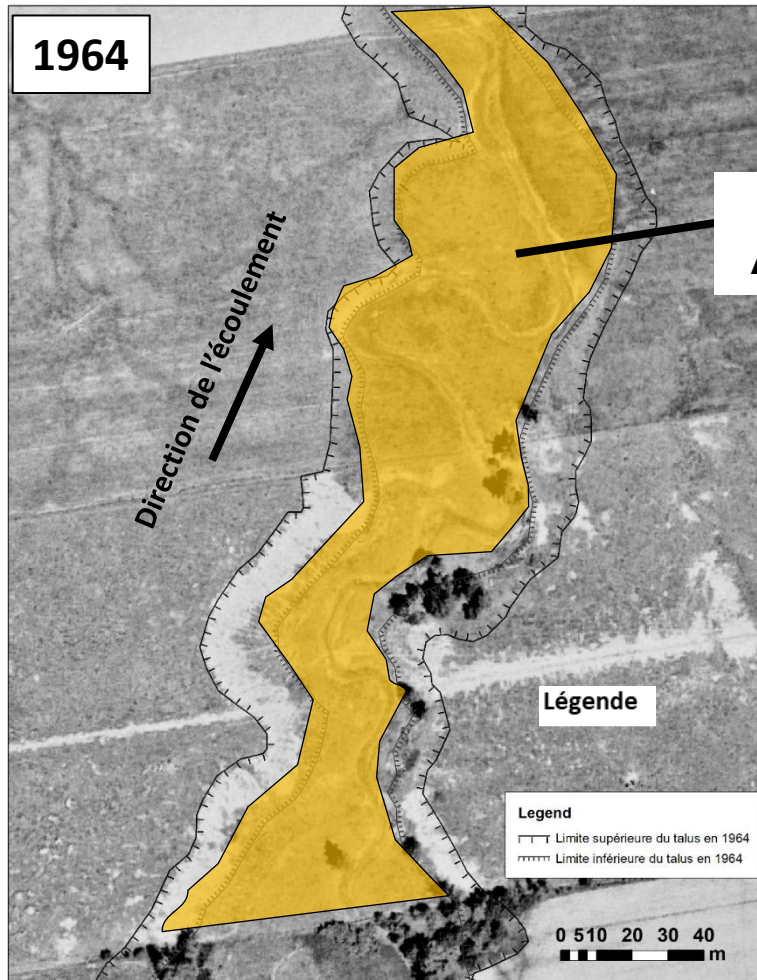 1964
Direction de l'écoulement
A
Légende
Legend
Limite supérieure du talus en 1964
Limite inférieure du talus en 1964
0 5 10 20 30 40
m